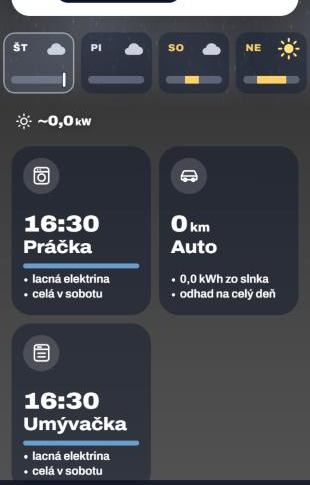 ŠT
PI
SO
NE
~0,0 kW
16:30
Práčka
• lacná elektrina
• celá v sobotu
0 km
Auto
• 0,0 kWh zo slnka
• odhad na celý deň
16:30
Umývačka
• lacná elektrina
• celá v sobotu